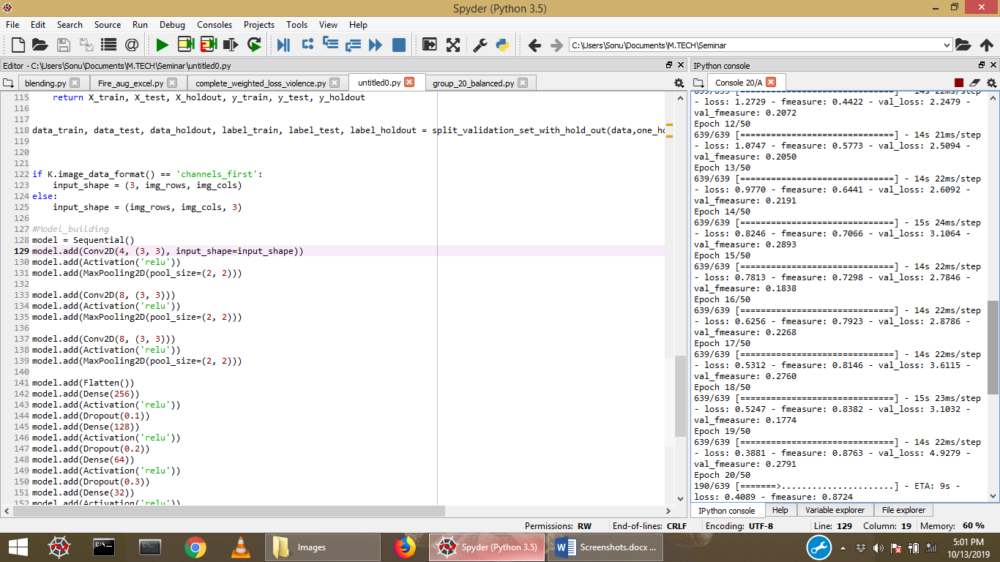 Spyder (Python 3.5)
File Edit Search Source Run Debug Consoles Projects Tools View Help
C:\Users\Sonu\Documents\M.TECH\Seminar
Editor - C:\Users\Sonu\Documents\M.TECH\Seminar\untitled0.py
blending.py Fire_aug_excel.py complete_weighted_loss_violence.py untitled0.py group_20_balanced.py
115     return X_train, X_test, X_holdout, y_train, y_test, y_holdout
116
117
118 data_train, data_test, data_holdout, label_train, label_test, label_holdout = split_validation_set_with_hold_out(data,one_ho
119
120
121
122 if K.image_data_format() == 'channels_first':
123     input_shape = (3, img_rows, img_cols)
124 else:
125     input_shape = (img_rows, img_cols, 3)
126
127 #Model_building
128 model = Sequential()
129 model.add(Conv2D(4, (3, 3), input_shape=input_shape))
130 model.add(Activation('relu'))
131 model.add(MaxPooling2D(pool_size=(2, 2)))
132
133 model.add(Conv2D(8, (3, 3)))
134 model.add(Activation('relu'))
135 model.add(MaxPooling2D(pool_size=(2, 2)))
136
137 model.add(Conv2D(8, (3, 3)))
138 model.add(Activation('relu'))
139 model.add(MaxPooling2D(pool_size=(2, 2)))
140
141 model.add(Flatten())
142 model.add(Dense(256))
143 model.add(Activation('relu'))
144 model.add(Dropout(0.1))
145 model.add(Dense(128))
146 model.add(Activation('relu'))
147 model.add(Dropout(0.2))
148 model.add(Dense(64))
149 model.add(Activation('relu'))
150 model.add(Dropout(0.3))
151 model.add(Dense(32))
152 model.add(Activation('relu'))
IPython console
Console 20/A
639/639 [==============================] - 14s 22ms/step
- loss: 1.2729 - fmeasure: 0.4422 - val_loss: 2.2479 -
val_fmeasure: 0.2072
Epoch 12/50
639/639 [==============================] - 14s 21ms/step
- loss: 1.0747 - fmeasure: 0.5773 - val_loss: 2.5094 -
val_fmeasure: 0.2050
Epoch 13/50
639/639 [==============================] - 14s 22ms/step
- loss: 0.9770 - fmeasure: 0.6441 - val_loss: 2.6092 -
val_fmeasure: 0.2191
Epoch 14/50
639/639 [==============================] - 15s 24ms/step
- loss: 0.8246 - fmeasure: 0.7066 - val_loss: 3.1064 -
val_fmeasure: 0.2893
Epoch 15/50
639/639 [==============================] - 14s 22ms/step
- loss: 0.7813 - fmeasure: 0.7298 - val_loss: 2.7846 -
val_fmeasure: 0.1838
Epoch 16/50
639/639 [==============================] - 14s 22ms/step
- loss: 0.6256 - fmeasure: 0.7923 - val_loss: 2.8786 -
val_fmeasure: 0.2268
Epoch 17/50
639/639 [==============================] - 14s 22ms/step
- loss: 0.5312 - fmeasure: 0.8146 - val_loss: 3.6115 -
val_fmeasure: 0.2760
Epoch 18/50
639/639 [==============================] - 15s 23ms/step
- loss: 0.5247 - fmeasure: 0.8382 - val_loss: 3.1032 -
val_fmeasure: 0.1774
Epoch 19/50
639/639 [==============================] - 14s 22ms/step
- loss: 0.3881 - fmeasure: 0.8763 - val_loss: 4.9279 -
val_fmeasure: 0.2791
Epoch 20/50
190/639 [=======>......................] - ETA: 9s -
loss: 0.4089 - fmeasure: 0.8724
IPython console Help Variable explorer File explorer
Permissions: RW End-of-lines: CRLF Encoding: UTF-8 Line: 129 Column: 19 Memory: 60 %
Images Spyder (Python 3.5) Screenshots.docx ...
5:01 PM
10/13/2019